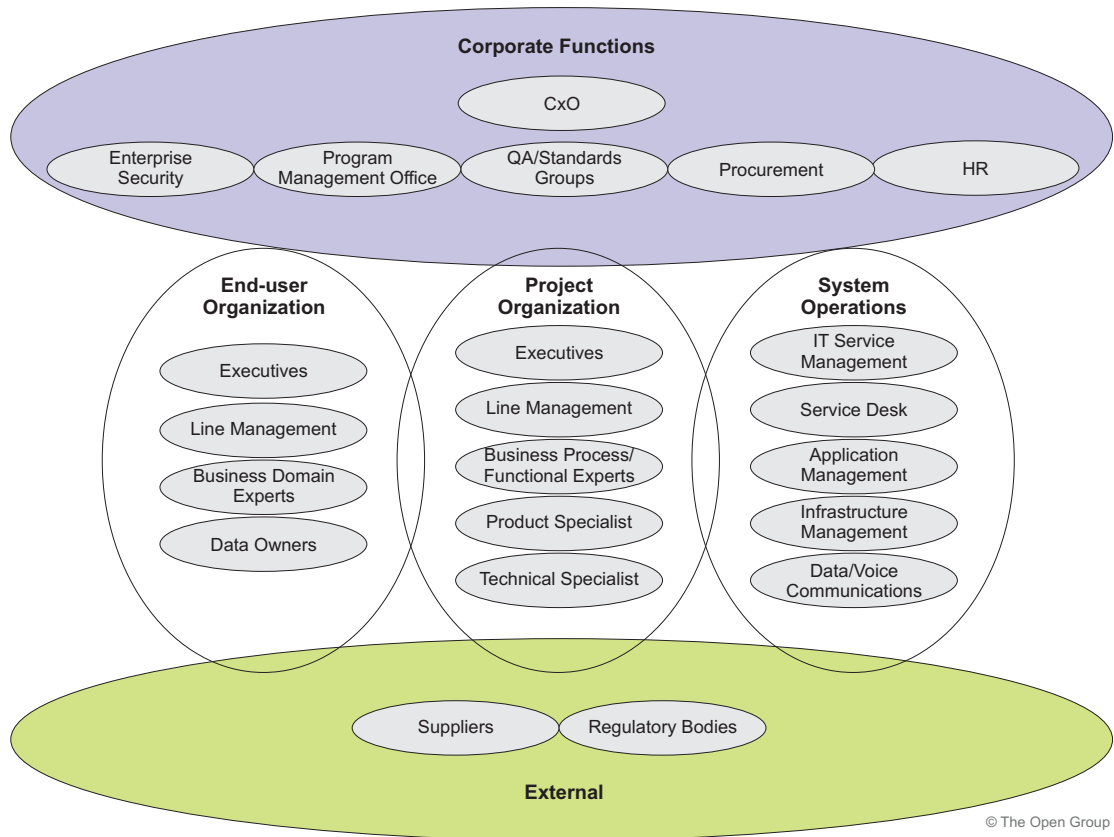 Corporate Functions
CxO
Enterprise
Security
Program
Management Office
QA/Standards
Groups
Procurement
HR
End-user
Organization
Executives
Line Management
Business Domain
Experts
Data Owners
Project
Organization
Executives
Line Management
Business Process/
Functional Experts
Product Specialist
Technical Specialist
System
Operations
IT Service
Management
Service Desk
Application
Management
Infrastructure
Management
Data/Voice
Communications
Suppliers
Regulatory Bodies
External
© The Open Group